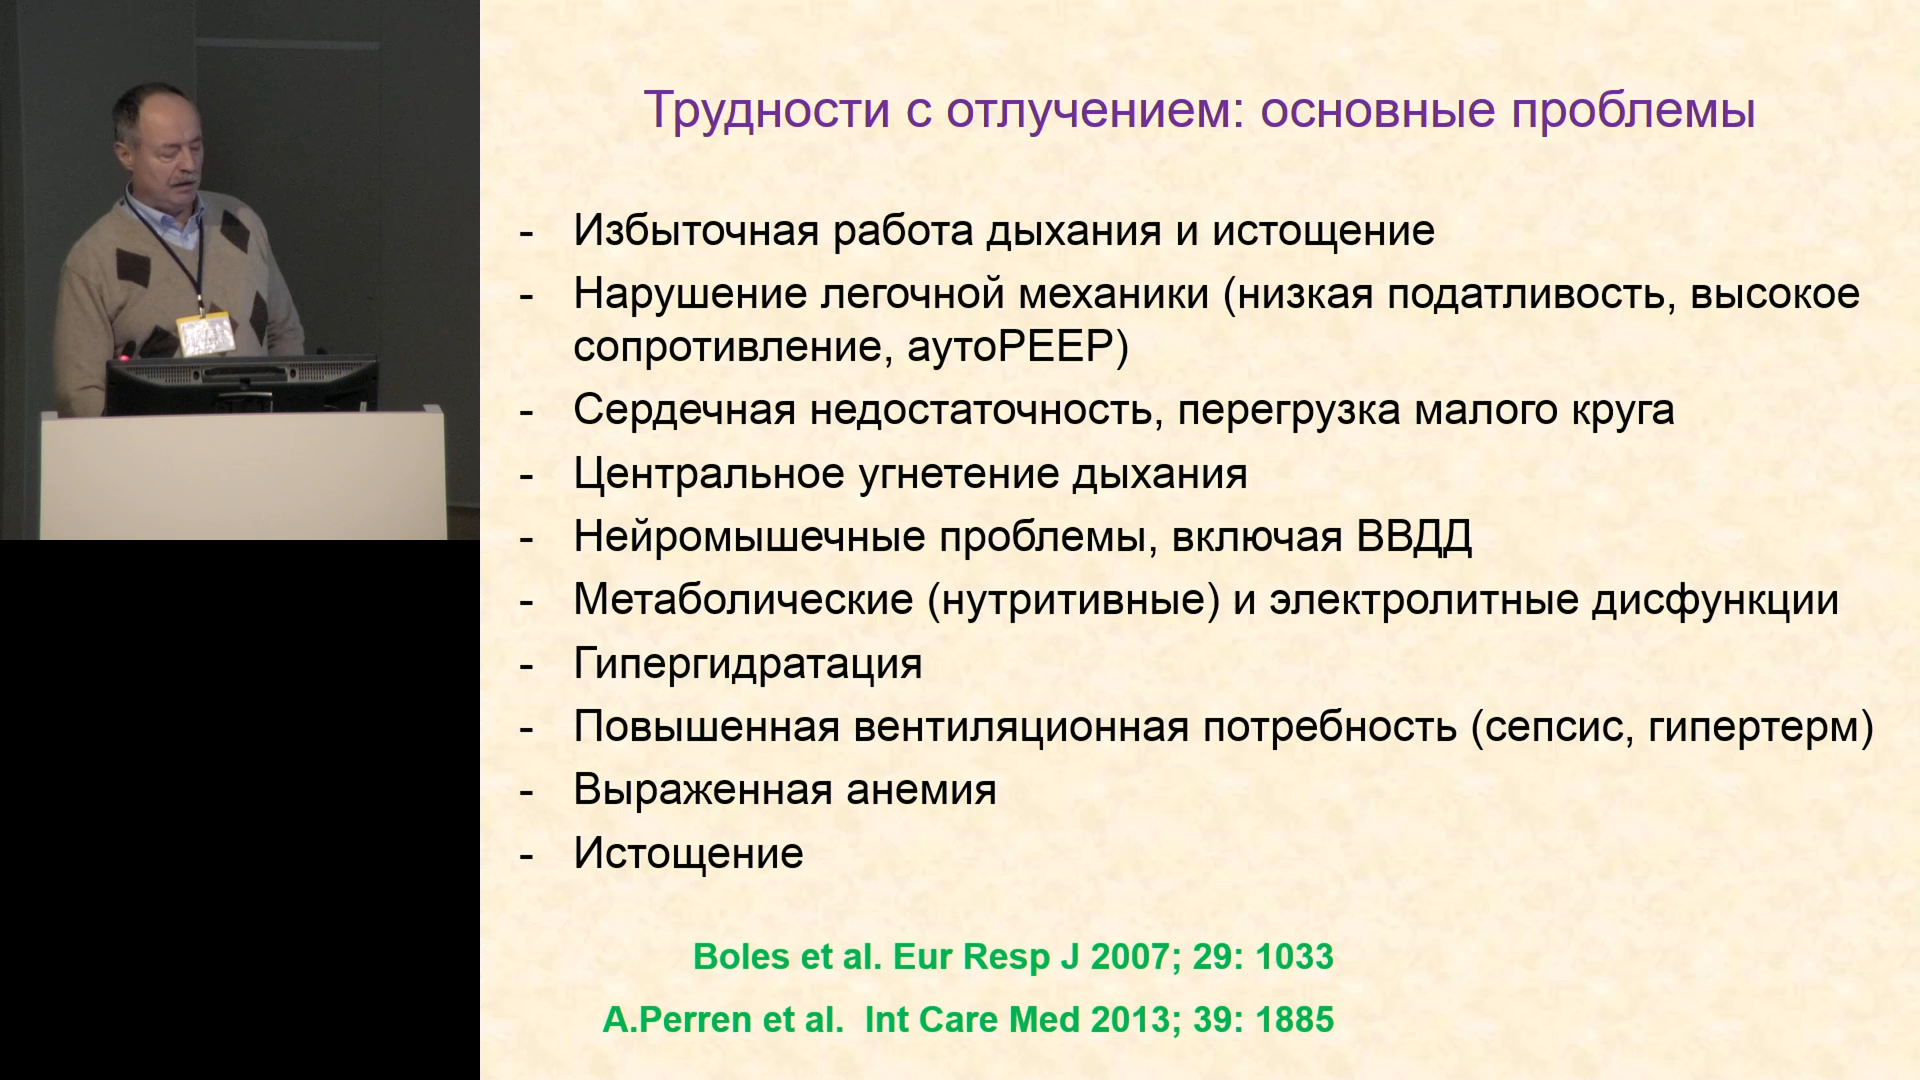 Трудности с отлучением: основные проблемы
- Избыточная работа дыхания и истощение
- Нарушение легочной механики (низкая податливость, высокое
сопротивление, аутоPEEP)
- Сердечная недостаточность, перегрузка малого круга
- Центральное угнетение дыхания
- Нейромышечные проблемы, включая ВВДД
- Метаболические (нутритивные) и электролитные дисфункции
- Гипергидратация
- Повышенная вентиляционная потребность (сепсис, гипертерм)
- Выраженная анемия
- Истощение
Boles et al. Eur Resp J 2007; 29: 1033
A.Perren et al. Int Care Med 2013; 39: 1885